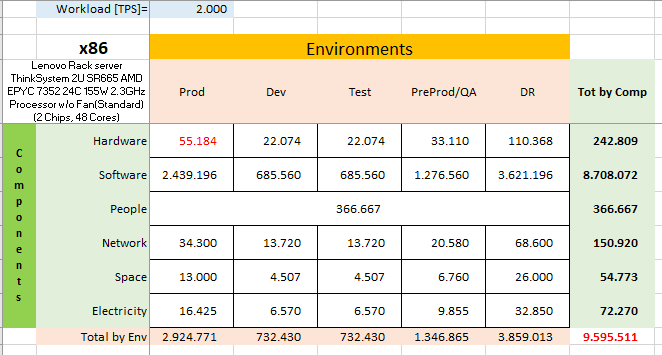 Workload [TPS]= 2.000
x86 Environments
Lenovo Rack server
ThinkSystem 2U SR665 AMD
EPYC 7352 24C 155W 2.3GHz
Processor w/o Fan(Standard)
(2 Chips, 48 Cores)
Prod Dev Test PreProd/QA DR Tot by Comp
Components
Hardware 55.184 22.074 22.074 33.110 110.368 242.809
Software 2.439.196 685.560 685.560 1.276.560 3.621.196 8.708.072
People 366.667 366.667
Network 34.300 13.720 13.720 20.580 68.600 150.920
Space 13.000 4.507 4.507 6.760 26.000 54.773
Electricity 16.425 6.570 6.570 9.855 32.850 72.270
Total by Env 2.924.771 732.430 732.430 1.346.865 3.859.013 9.595.511